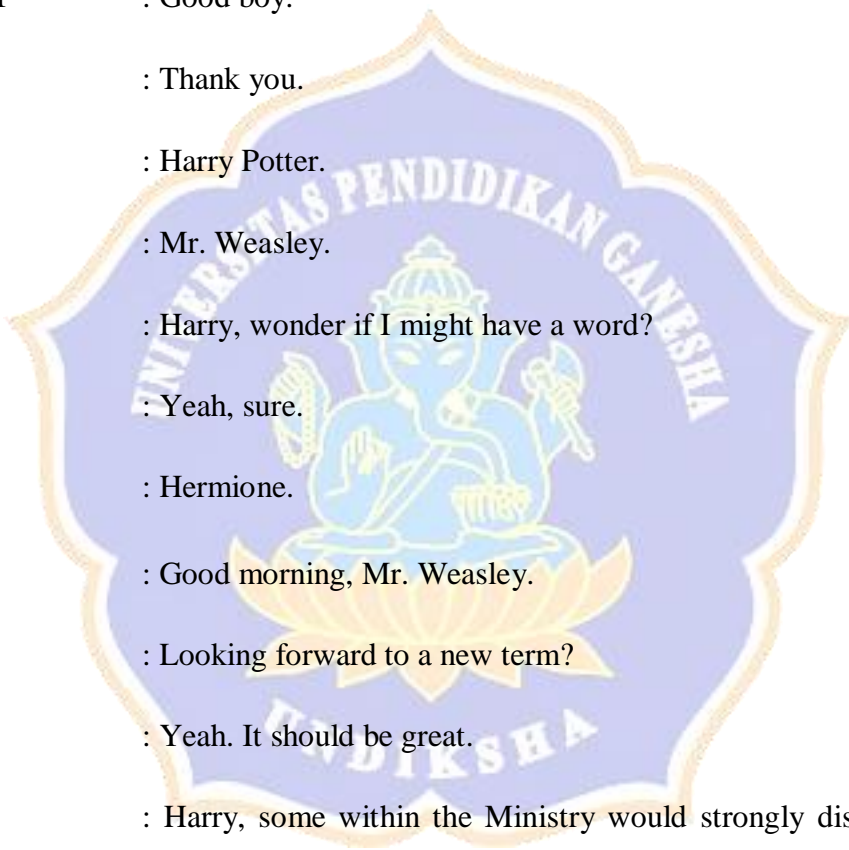 : Good boy.
: Thank you.
: Harry Potter.
: Mr. Weasley.
: Harry, wonder if I might have a word?
: Yeah, sure.
: Hermione.
: Good morning, Mr. Weasley.
: Looking forward to a new term?
: Yeah. It should be great.
: Harry, some within the Ministry would strongly
UNIVERSITAS PENDIDIKAN GANESHA
UNDIKSHA